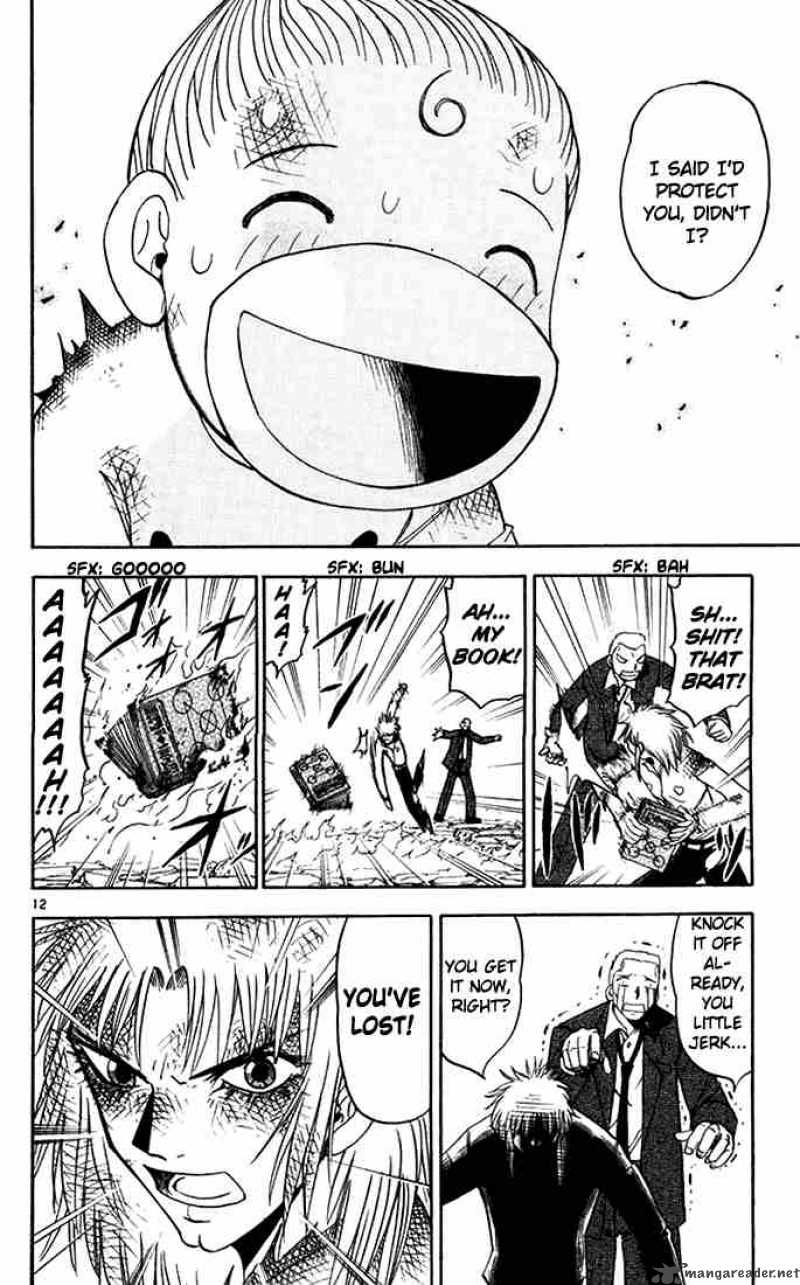 I SAID I'D
PROTECT
YOU, DIDN'T
I?
SFX: BAH
SH...
SHIT!
THAT
BRAT!
SFX: BUN
AH...
MY
BOOK!
HAA!
SFX: GOOOOO
AAAAAAAAH!!!
12
KNOCK
IT OFF
AL-
READY,
YOU
LITTLE
JERK...
YOU GET
IT NOW,
RIGHT?
YOU'VE
LOST!
mangareader.net